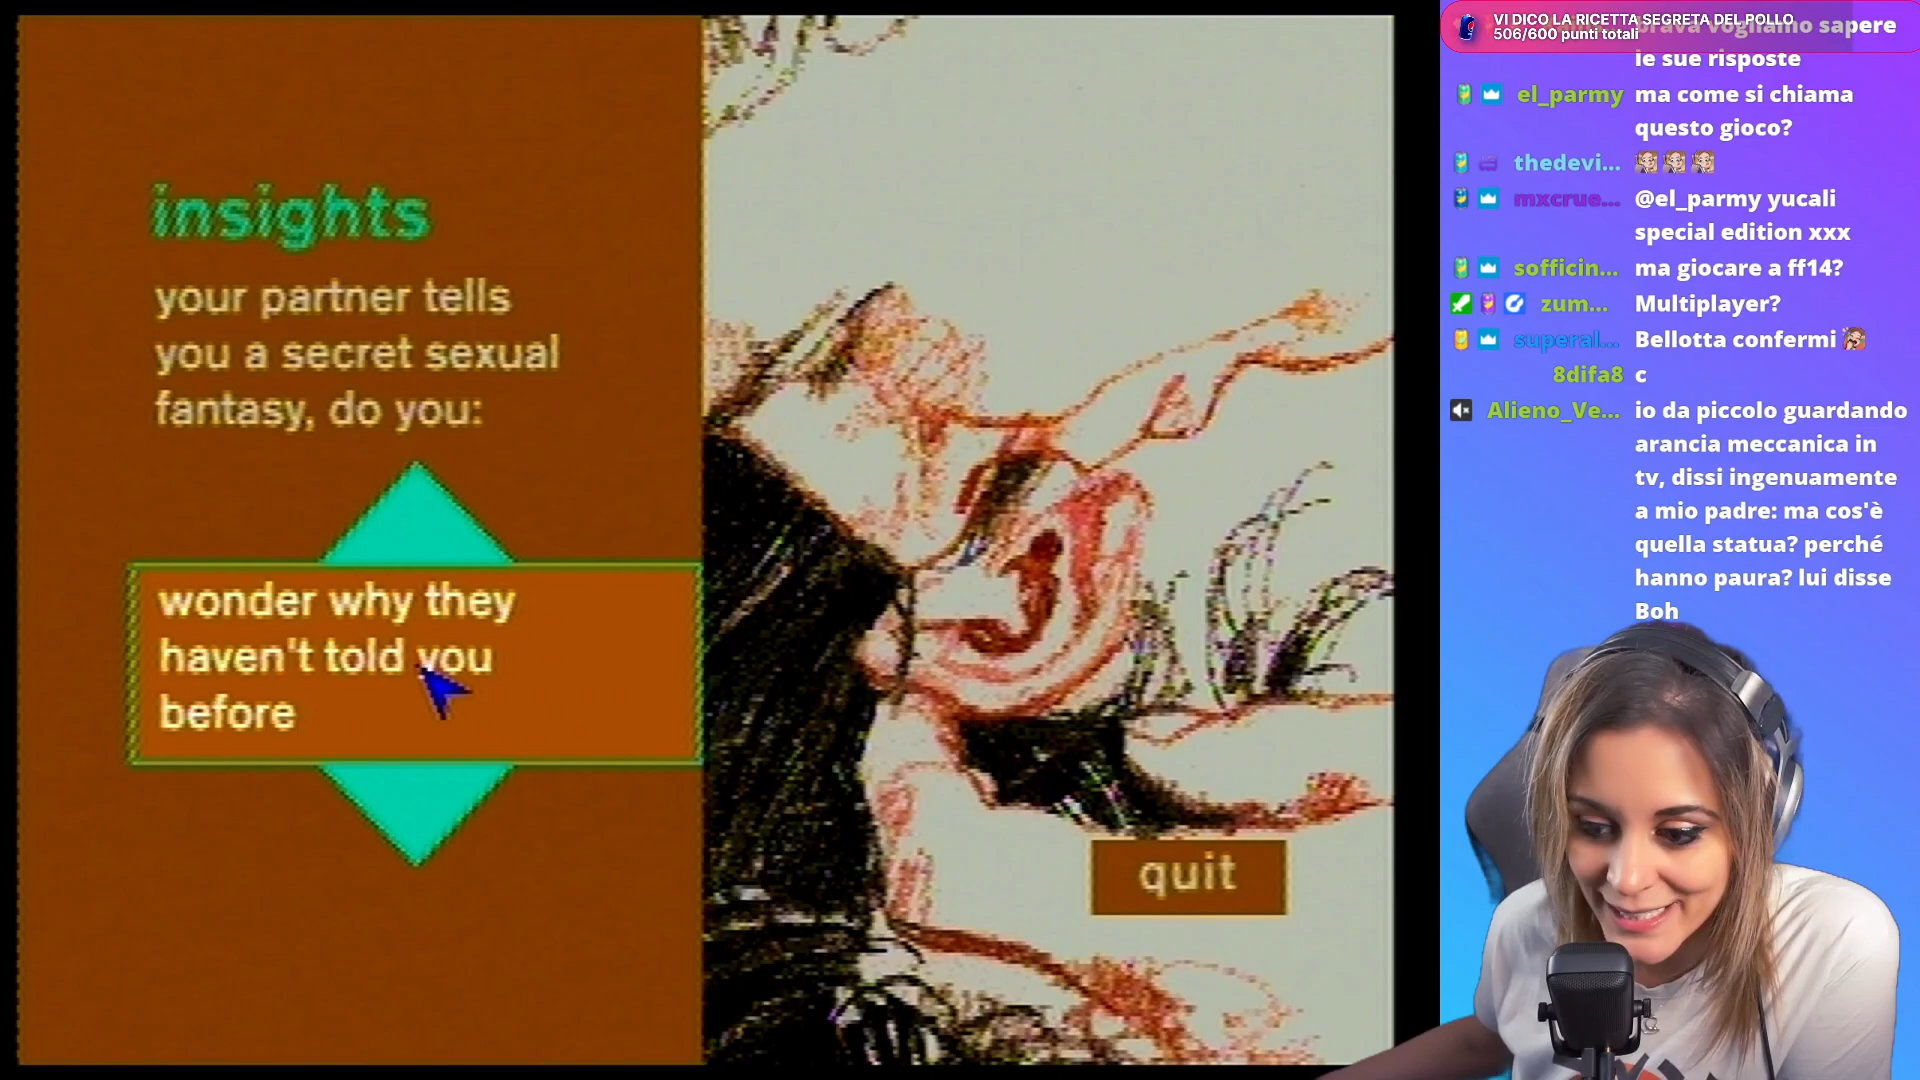 insights
your partner tells
you a secret sexual
fantasy, do you:
wonder why they
haven't told you
before
quit
VI DICO LA RICETTA SEGRETA DEL POLLO
506/600 punti totali
brava vogliamo sapere
le sue risposte
el_parmy ma come si chiama
questo gioco?
thedevi...
mxcrue... @el_parmy yucali
special edition xxx
sofficin... ma giocare a ff14?
zum... Multiplayer?
superal... Bellotta confermi
8difa8 c
Alieno_Ve... io da piccolo guardando
arancia meccanica in
tv, dissi ingenuamente
a mio padre: ma cos'è
quella statua? perché
hanno paura? lui disse
Boh